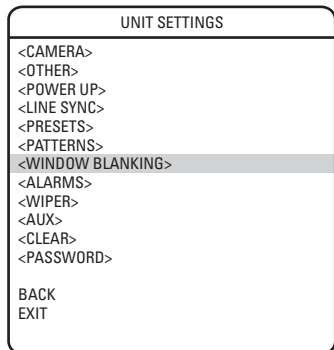 UNIT SETTINGS
<CAMERA>
<OTHER>
<POWER UP>
<LINE SYNC>
<PRESETS>
<PATTERNS>
<WINDOW BLANKING>
<ALARMS>
<WIPER>
<AUX>
<CLEAR>
<PASSWORD>
BACK
EXIT